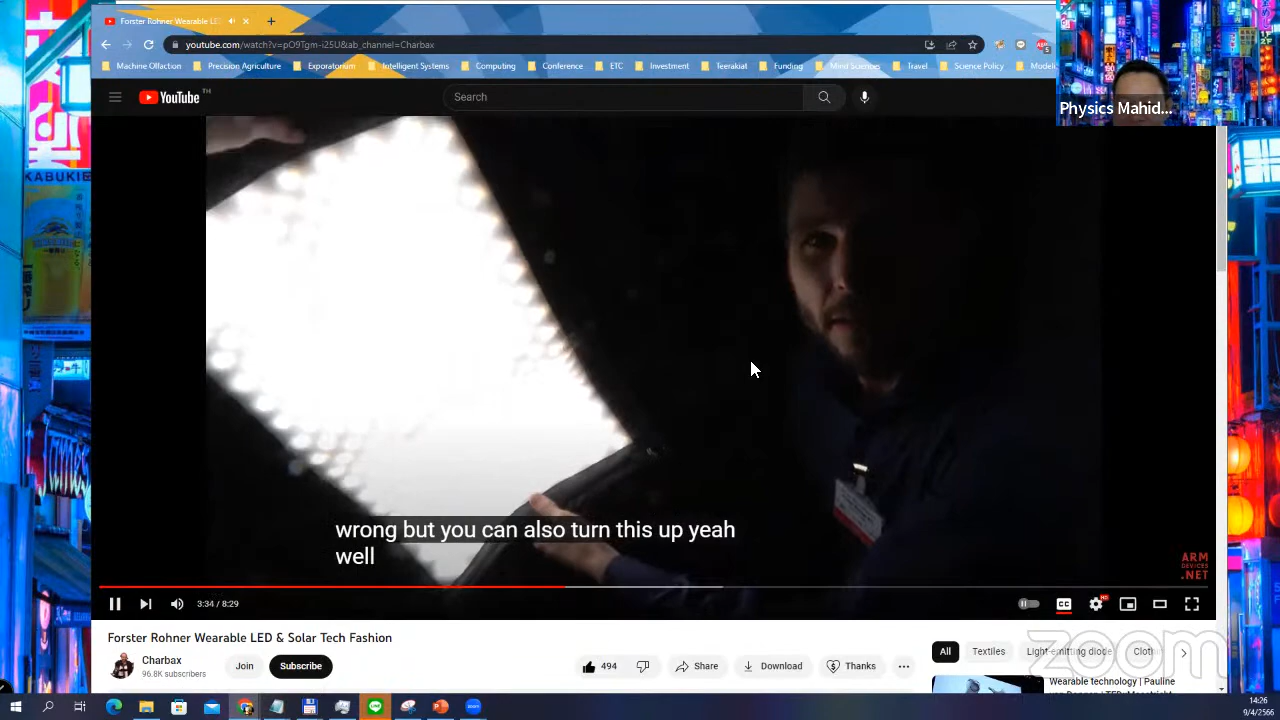 Forster Rohner Wearable LE
youtube.com/watch?v=pO9Tgm-i25U&ab_channel=Charbax
Machine Olfaction
Precision Agriculture
Exporatorium
Intelligent Systems
Computing
Conference
ETC
Investment
Teerakiat
Funding
Mind Sciences
Travel
Science Policy
YouTube TH
Search
Physics Mahid...
KABUKI
wrong but you can also turn this up yeah
well
ARM
DEVICES
.NET
3:34 / 8:29
CC
HD
Forster Rohner Wearable LED & Solar Tech Fashion
Charbax
96.8K subscribers
Join
Subscribe
494
Share
Download
Thanks
All
Textiles
Light-emitting diode
zoom
Wearable technology | Pauline
14:26
9/4/2566